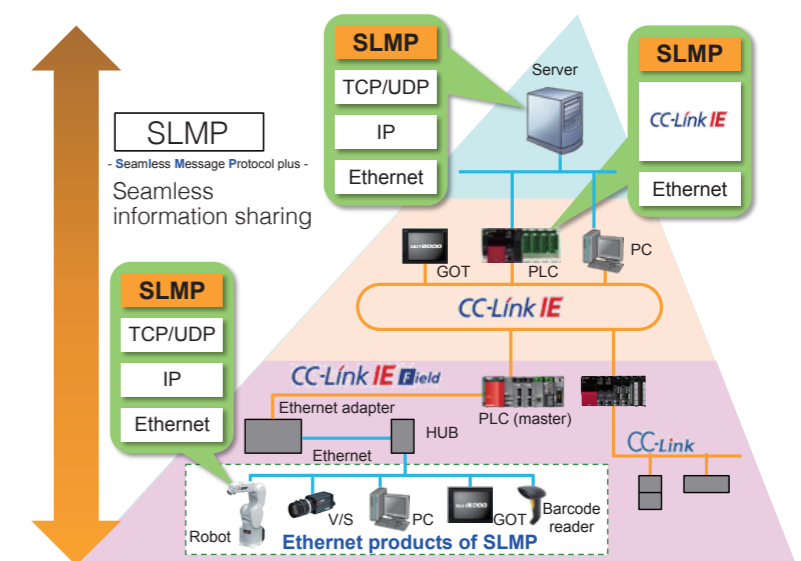 SLMP
TCP/UDP
IP
Ethernet
Server
SLMP
CC-Link IE
Ethernet
SLMP
- Seamless Message Protocol plus -
Seamless
information sharing
GOT2000
GOT
PLC
PC
CC-Link IE
SLMP
TCP/UDP
IP
Ethernet
CC-Link IE Field
Ethernet adapter
PLC (master)
HUB
Ethernet
CC-Link
Robot
V/S
PC
GOT
Barcode
reader
Ethernet products of SLMP